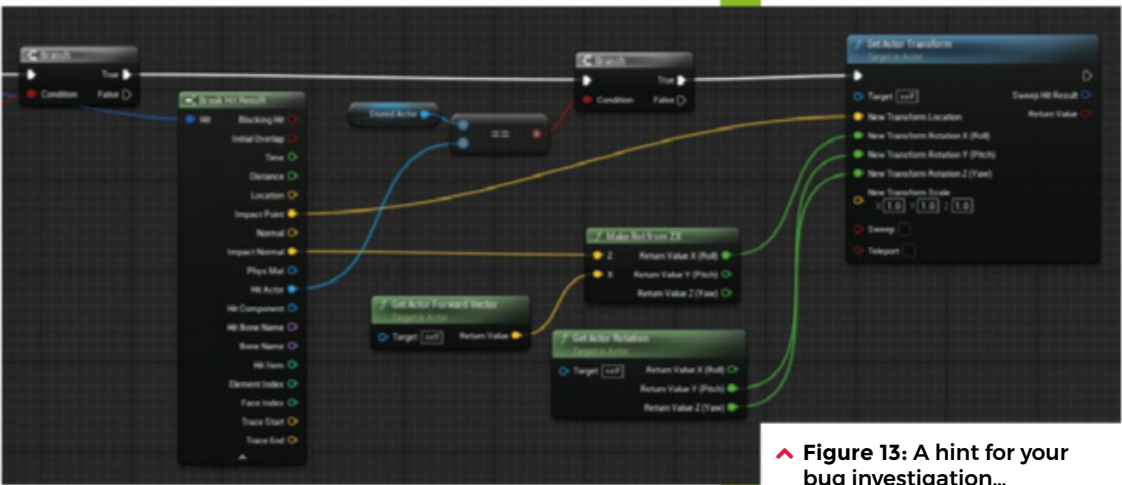 Branch
True
Condition
False
Break Hit Result
Hit
Blocking Hit
Initial Overlap
Time
Distance
Location
Impact Point
Normal
Impact Normal
Phys Mat
Hit Actor
Hit Component
Hit Bone Name
Bone Name
Hit Item
Element Index
Face Index
Trace Start
Trace End
Stored Actor
==
Branch
True
Condition
False
Get Actor Forward Vector
Target is Actor
Target self
Return Value
Make Rot from ZX
Z
Return Value X (Roll)
X
Return Value Y (Pitch)
Return Value Z (Yaw)
Get Actor Rotation
Target is Actor
Target self
Return Value X (Roll)
Return Value Y (Pitch)
Return Value Z (Yaw)
Set Actor Transform
Target is Actor
Target self
Sweep Hit Result
New Transform Location
Return Value
New Transform Rotation X (Roll)
New Transform Rotation Y (Pitch)
New Transform Rotation Z (Yaw)
New Transform Scale
X 1.0 Y 1.0 Z 1.0
Sweep
Teleport
Figure 13: A hint for your
bug investigation...